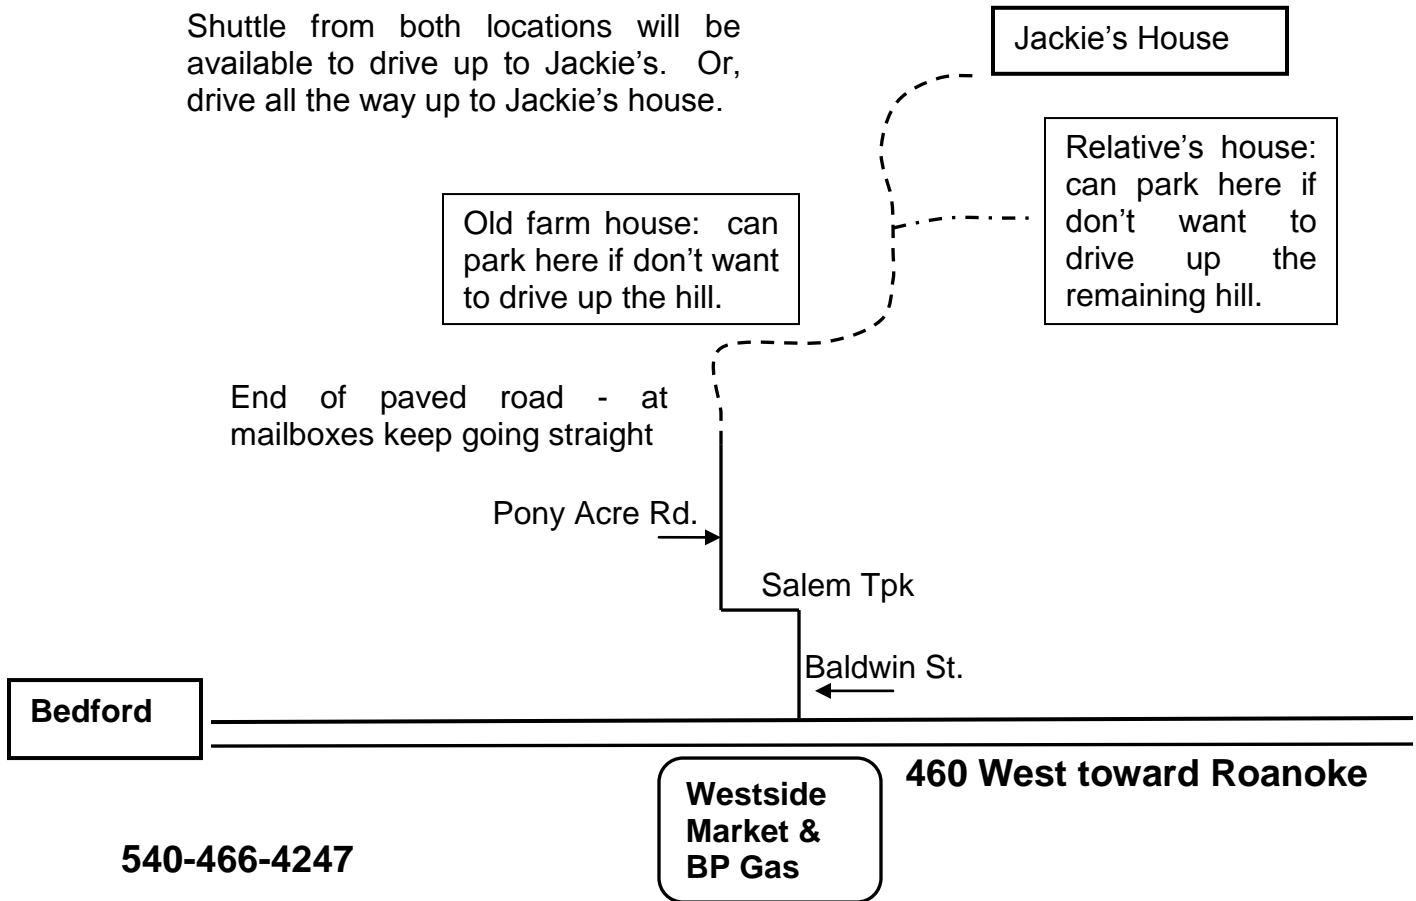 Shuttle from both locations will be
available to drive up to Jackie’s. Or,
drive all the way up to Jackie’s house.
Jackie’s House
Relative’s house:
can park here if
don’t want to
drive up the
remaining hill.
Old farm house: can
park here if don’t want
to drive up the hill.
End of paved road - at
mailboxes keep going straight
Pony Acre Rd.
Salem Tpk
Baldwin St.
Bedford
460 West toward Roanoke
Westside
Market &
BP Gas
540-466-4247